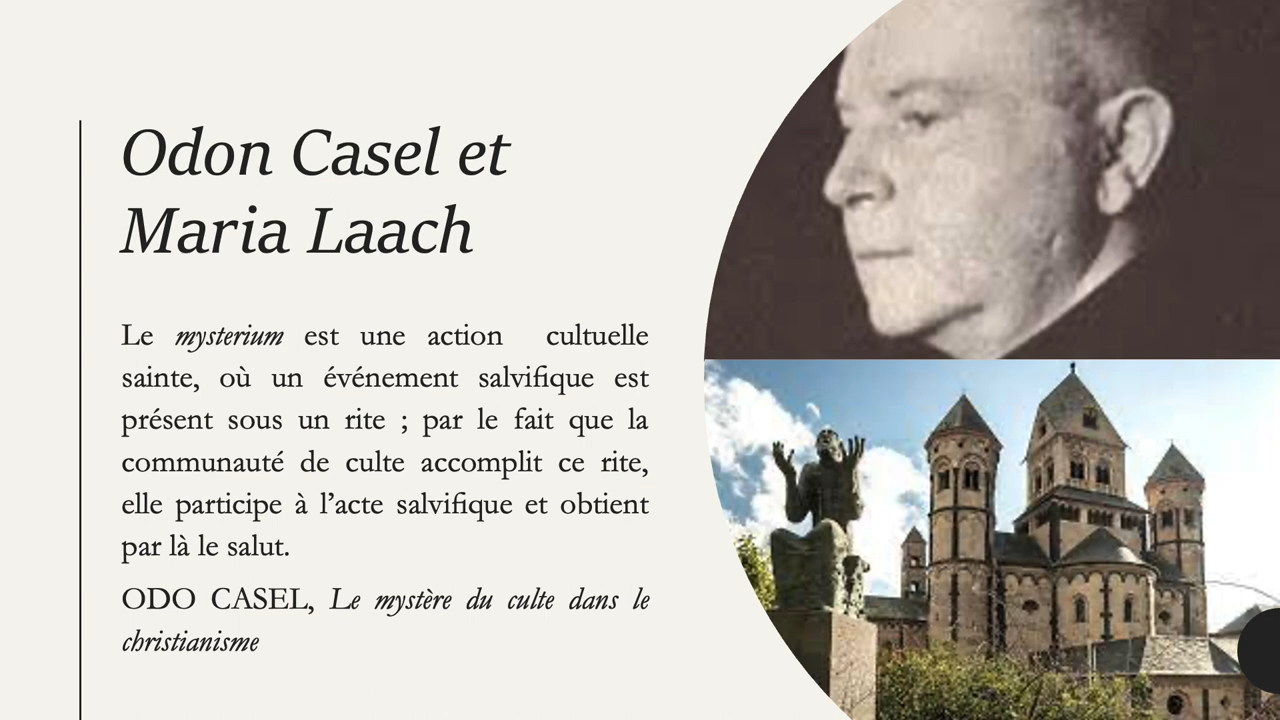 Odon Casel et
Maria Laach
Le mysterium est une action cultuelle
sainte, où un événement salvifique est
présent sous un rite ; par le fait que la
communauté de culte accomplit ce rite,
elle participe à l’acte salvifique et obtient
par là le salut.
ODO CASEL, Le mystère du culte dans le
christianisme